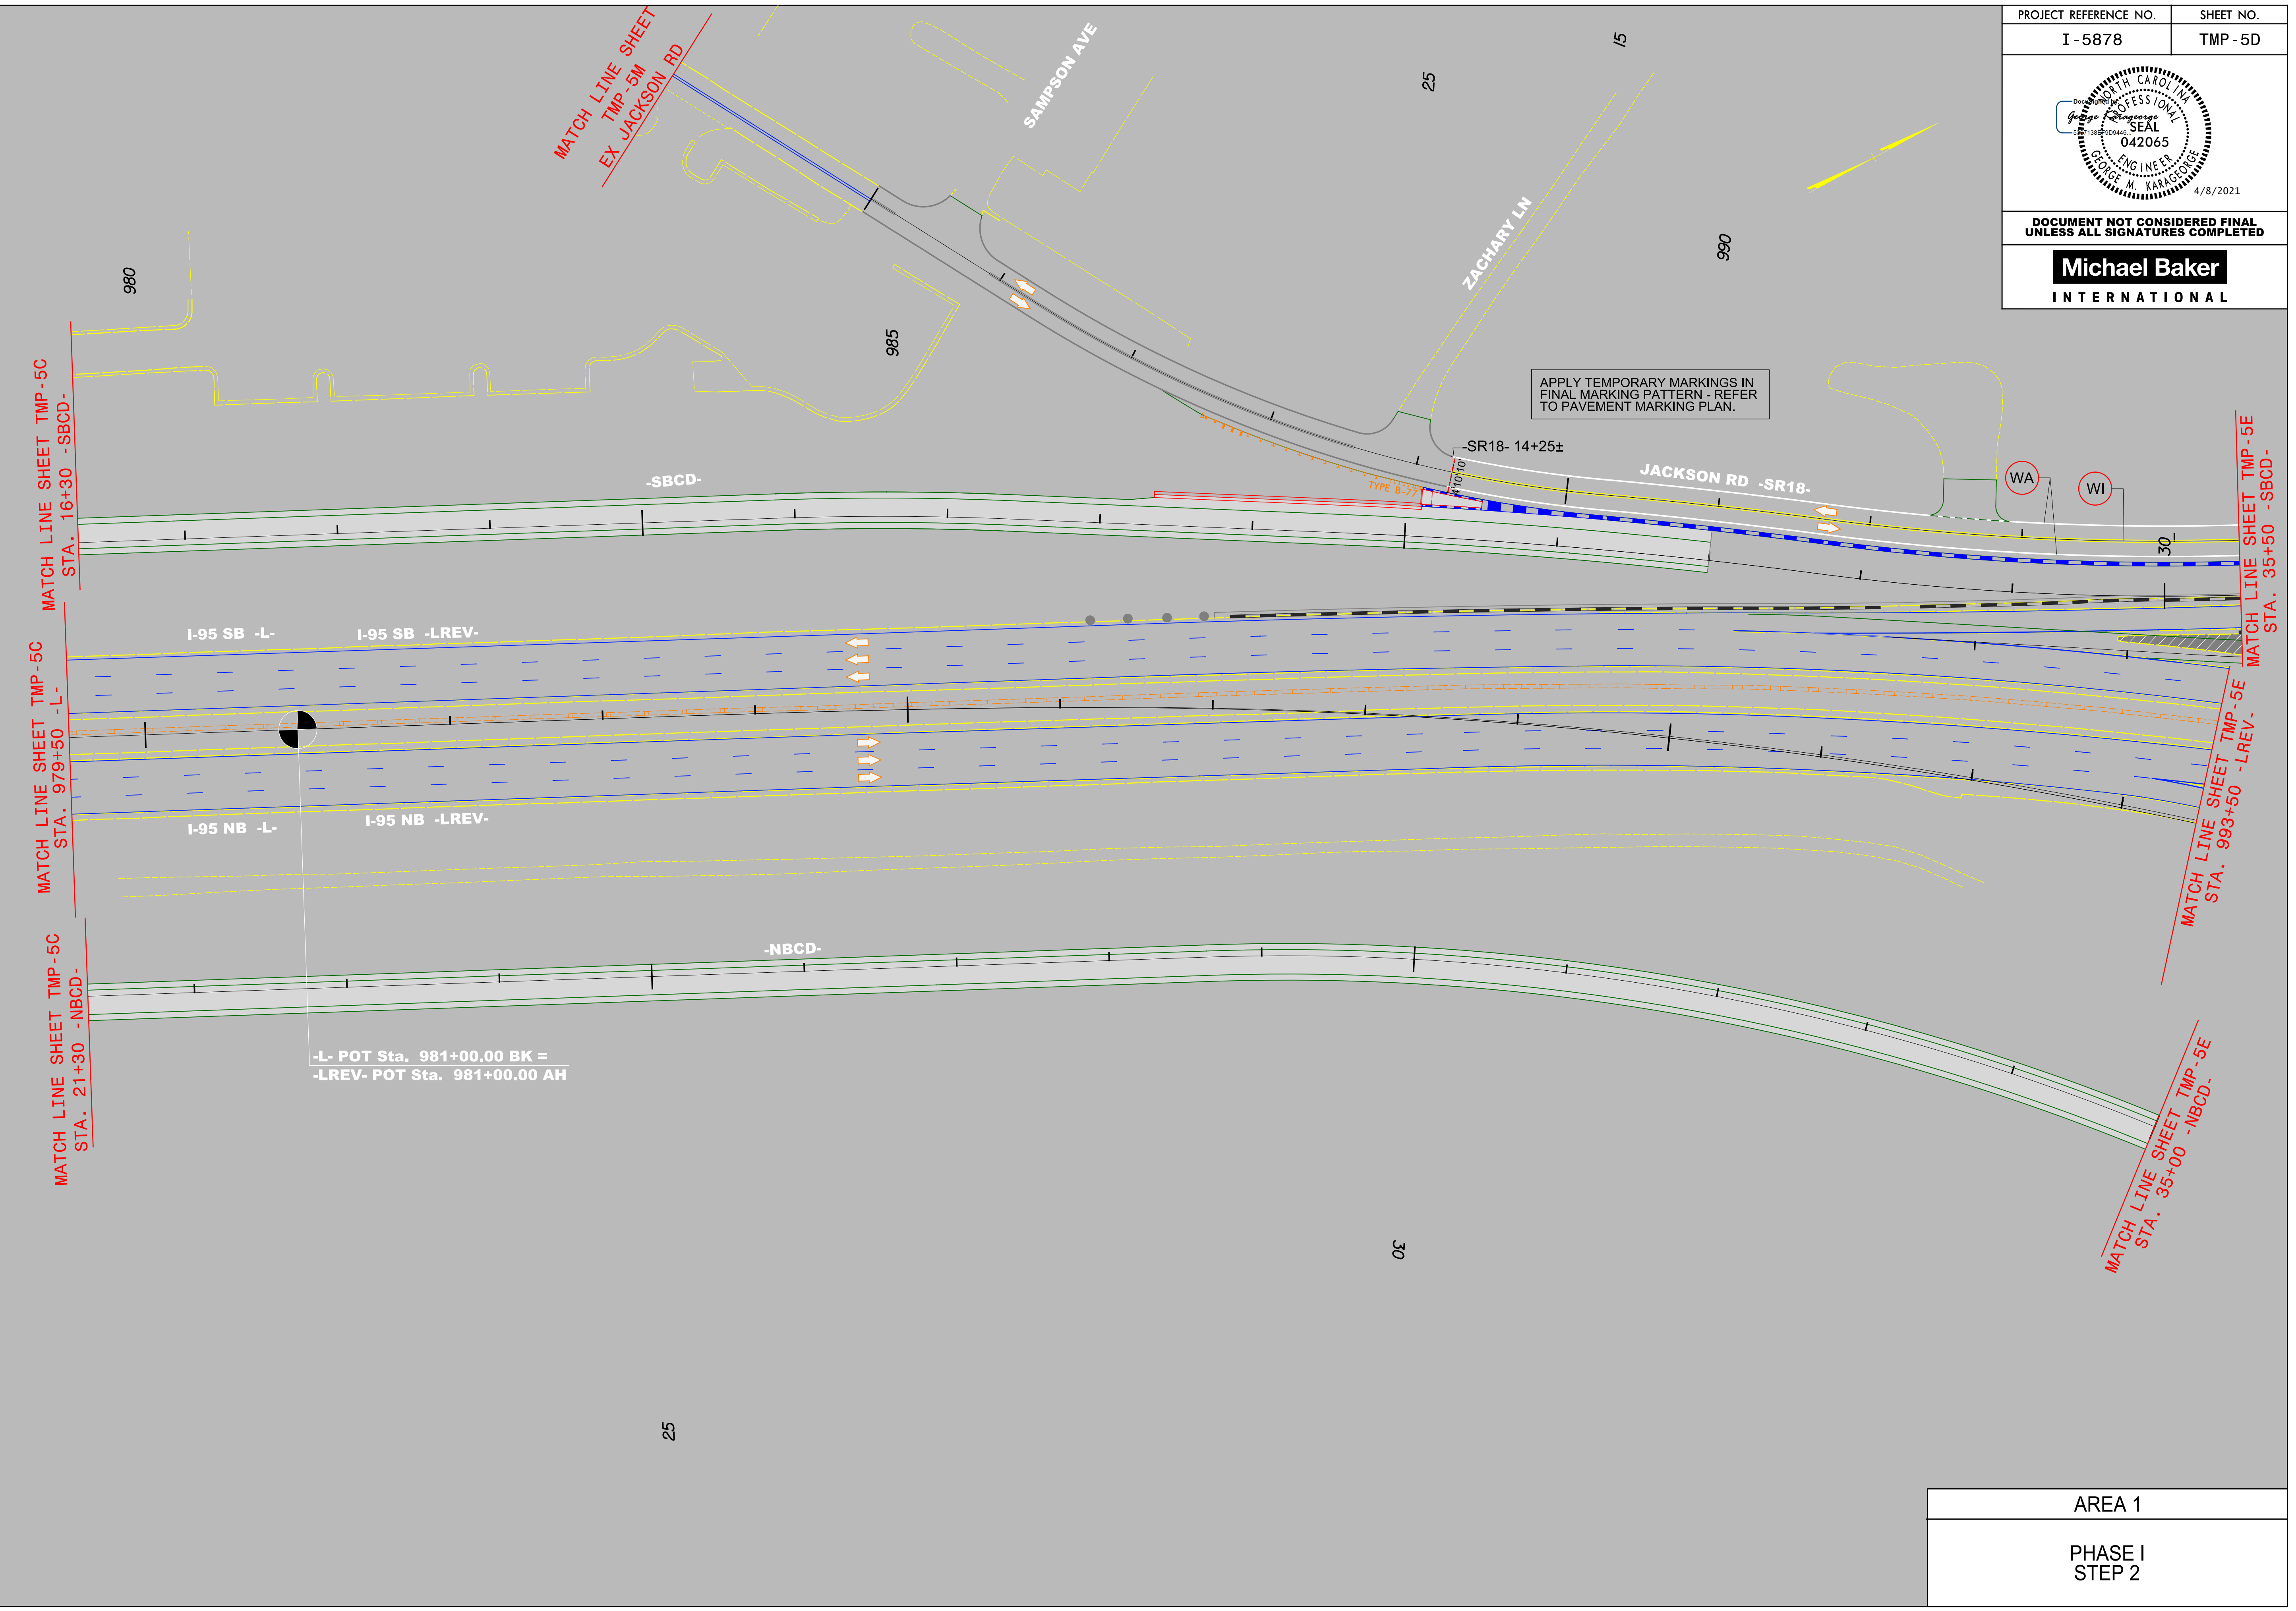 PROJECT REFERENCE NO.
SHEET NO.
I-5878
TMP-5D
NORTH CAROLINA
PROFESSIONAL
SEAL
042065
ENGINEER
GEORGE M. KARAGEORGE
4/8/2021
DOCUMENT NOT CONSIDERED FINAL
UNLESS ALL SIGNATURES COMPLETED
Michael Baker
INTERNATIONAL
MATCH LINE SHEET
TMP-5M
EX JACKSON RD
SAMPSON AVE
ZACHARY LN
15
25
980
985
990
APPLY TEMPORARY MARKINGS IN
FINAL MARKING PATTERN - REFER
TO PAVEMENT MARKING PLAN.
-SR18- 14+25±
TYPE B-77
JACKSON RD -SR18-
WA
WI
30
MATCH LINE SHEET TMP-5C
STA. 16+30 -SBCD-
-SBCD-
MATCH LINE SHEET TMP-5E
STA. 35+50 -SBCD-
I-95 SB -L-
I-95 SB -LREV-
MATCH LINE SHEET TMP-5C
STA. 979+50 -L-
I-95 NB -L-
I-95 NB -LREV-
MATCH LINE SHEET TMP-5E
STA. 993+50 -LREV-
MATCH LINE SHEET TMP-5C
STA. 21+30 -NBCD-
-NBCD-
MATCH LINE SHEET TMP-5E
STA. 35+00 -NBCD-
-L- POT Sta. 981+00.00 BK =
-LREV- POT Sta. 981+00.00 AH
30
25
AREA 1
PHASE I
STEP 2